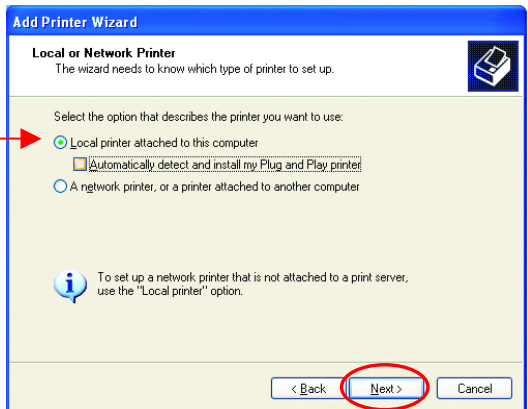 Add Printer Wizard
Local or Network Printer
The wizard needs to know which type of printer to set up.
Select the option that describes the printer you want to use:
Local printer attached to this computer
Automatically detect and install my Plug and Play printer
A network printer, or a printer attached to another computer
To set up a network printer that is not attached to a print server,
use the "Local printer" option.
< Back
Next >
Cancel